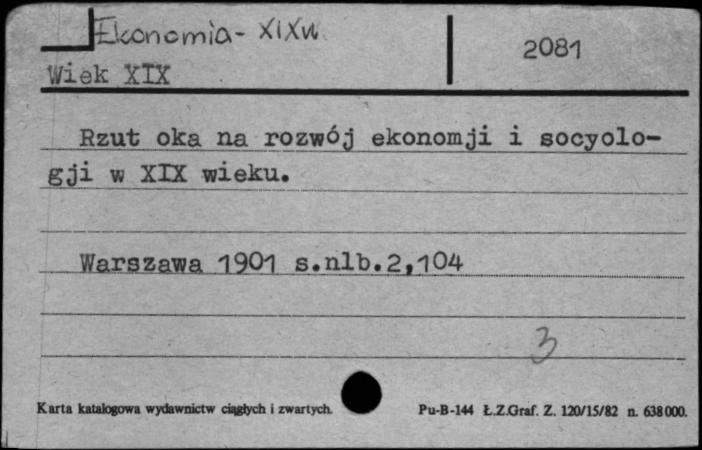 Ekonomia - XIXw
2081
Wiek XIX
Rzut oka na rozwój ekonomji i socyolo-
gji w XIX wieku.
Warszawa 1901 s.nlb.2,104
3
Karta katalogowa wydawnictw ciągłych i zwartych.
Pu-B-144 Ł.Z.Graf. Z. 120/15/82 n. 638000.